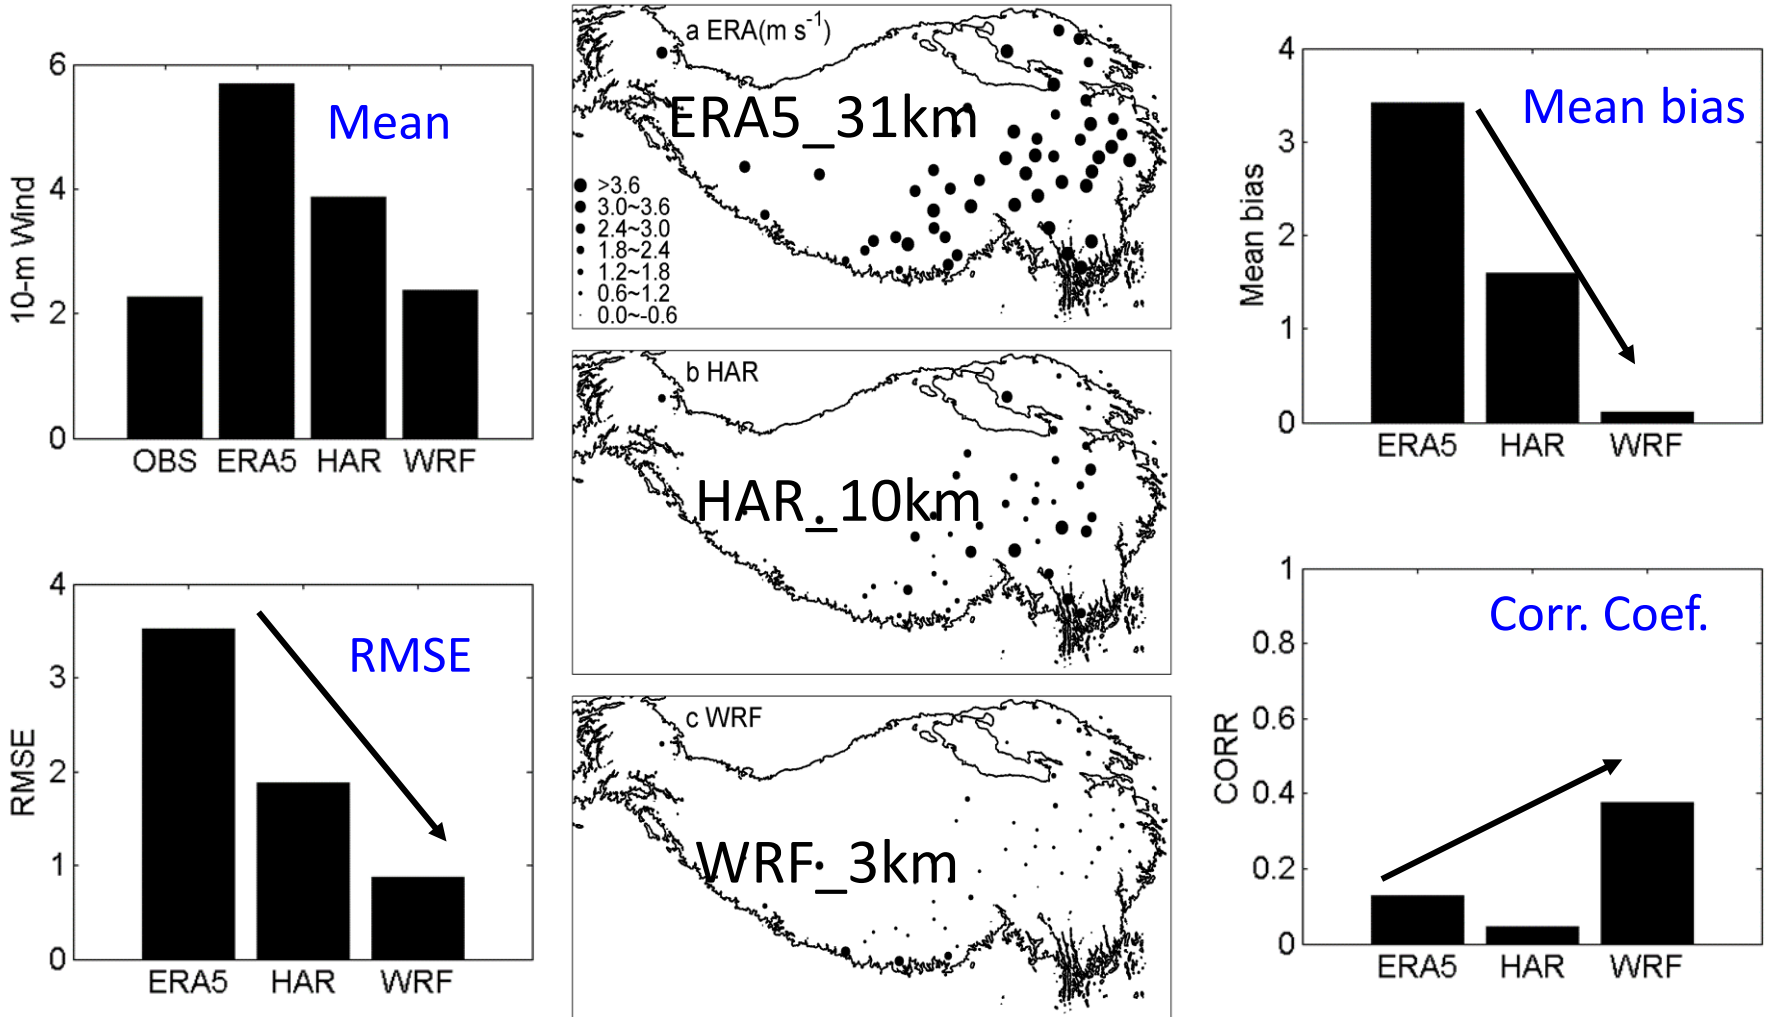 6
4
2
0
10-m Wind
Mean
OBS ERA5 HAR WRF
4
3
2
1
0
RMSE
RMSE
ERA5 HAR WRF
a ERA(m s-1)
ERA5_31km
>3.6
3.0~3.6
2.4~3.0
1.8~2.4
1.2~1.8
0.6~1.2
0.0~-0.6
b HAR
HAR_10km
c WRF
WRF_3km
4
3
2
1
0
Mean bias
Mean bias
ERA5 HAR WRF
1
0.8
0.6
0.4
0.2
0
CORR
Corr. Coef.
ERA5 HAR WRF